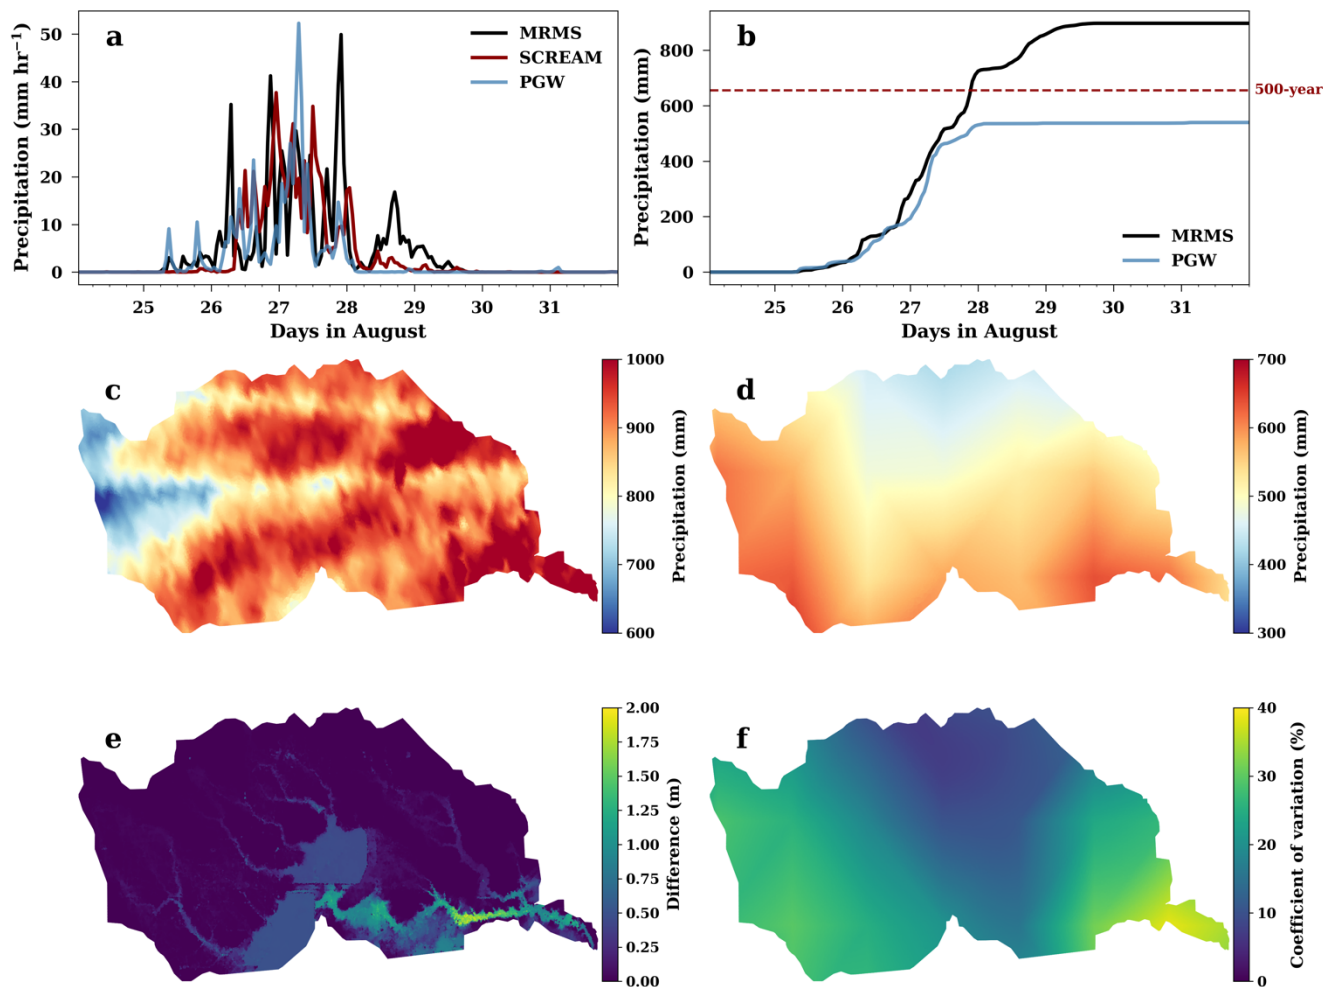 a
MRMS
SCREAM
PGW
Precipitation (mm hr⁻¹)
50
40
30
20
10
0
25 26 27 28 29 30 31
Days in August
b
500-year
MRMS
PGW
Precipitation (mm)
800
600
400
200
0
25 26 27 28 29 30 31
Days in August
c
1000
900
800
700
600
Precipitation (mm)
d
700
600
500
400
300
Precipitation (mm)
e
2.00
1.75
1.50
1.25
1.00
0.75
0.50
0.25
0.00
Difference (m)
f
40
30
20
10
0
Coefficient of variation (%)